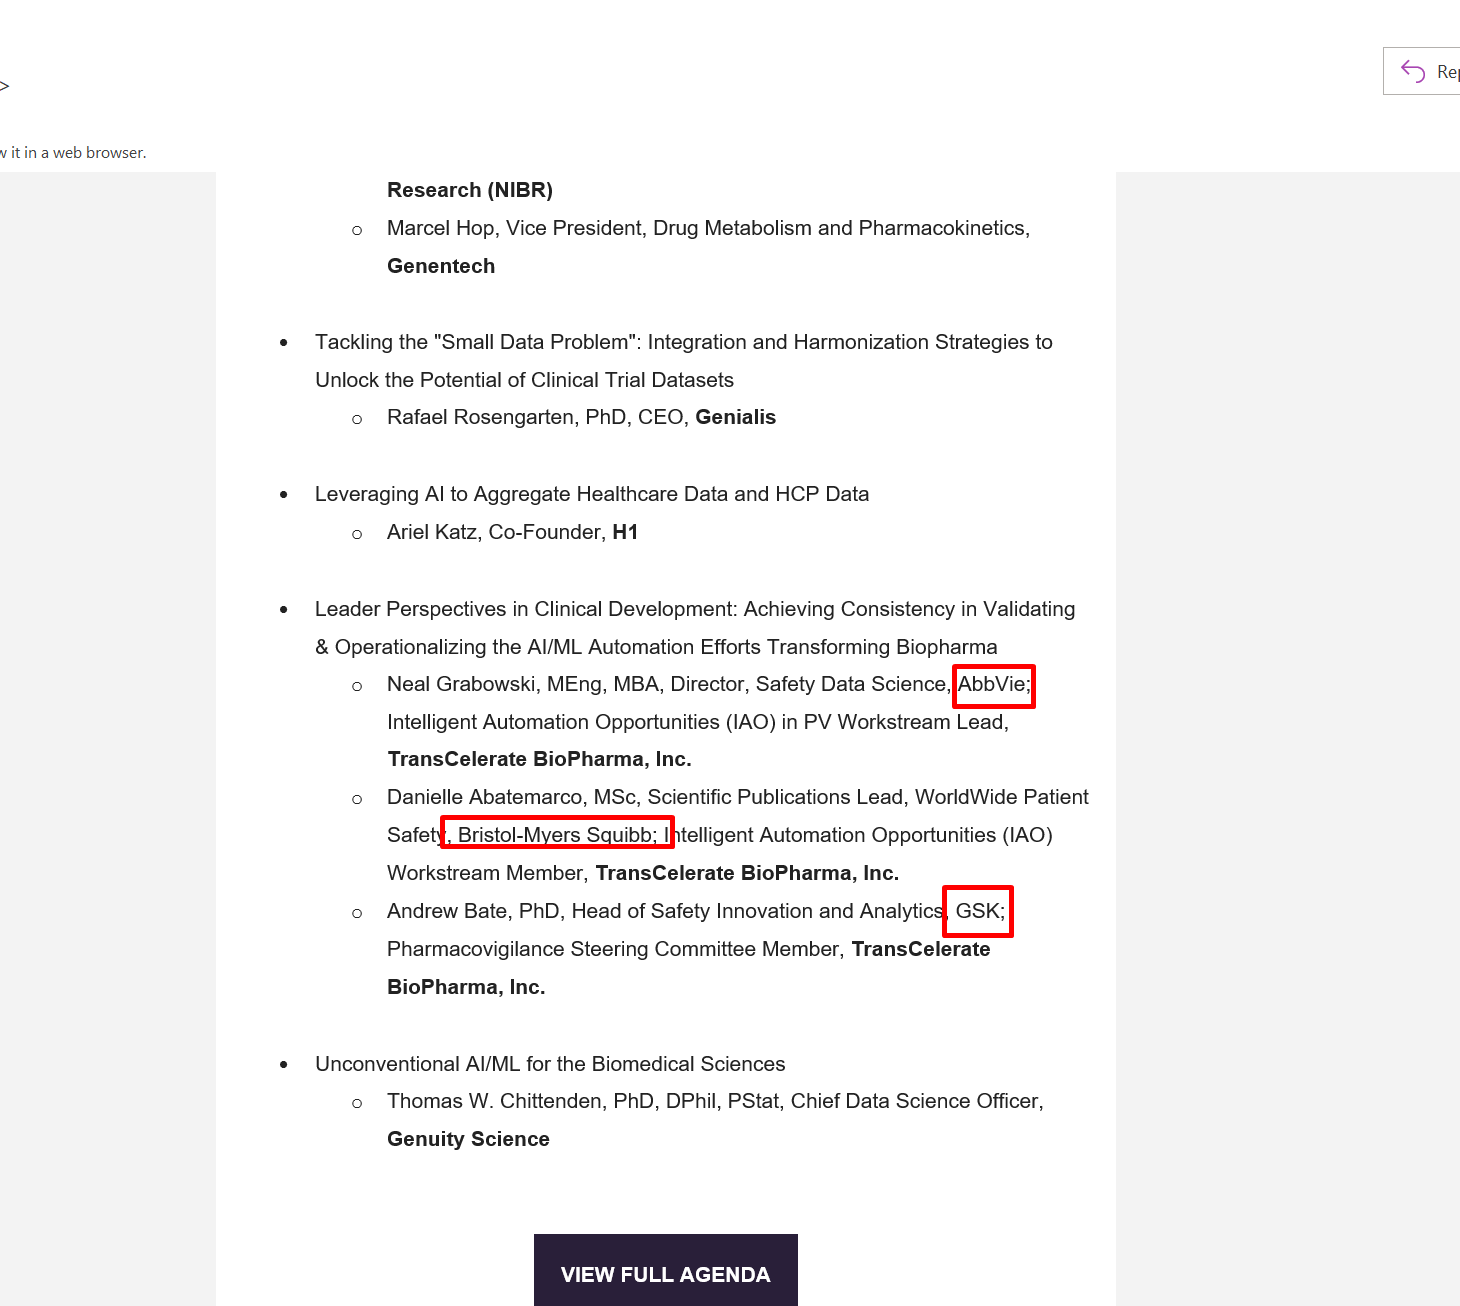 Rep
>
w it in a web browser.
Research (NIBR)
o Marcel Hop, Vice President, Drug Metabolism and Pharmacokinetics,
Genentech
• Tackling the "Small Data Problem": Integration and Harmonization Strategies to
Unlock the Potential of Clinical Trial Datasets
o Rafael Rosengarten, PhD, CEO, Genialis
• Leveraging AI to Aggregate Healthcare Data and HCP Data
o Ariel Katz, Co-Founder, H1
• Leader Perspectives in Clinical Development: Achieving Consistency in Validating
& Operationalizing the AI/ML Automation Efforts Transforming Biopharma
o Neal Grabowski, MEng, MBA, Director, Safety Data Science, AbbVie;
Intelligent Automation Opportunities (IAO) in PV Workstream Lead,
TransCelerate BioPharma, Inc.
o Danielle Abatemarco, MSc, Scientific Publications Lead, WorldWide Patient
Safety, Bristol-Myers Squibb; Intelligent Automation Opportunities (IAO)
Workstream Member, TransCelerate BioPharma, Inc.
o Andrew Bate, PhD, Head of Safety Innovation and Analytics, GSK;
Pharmacovigilance Steering Committee Member, TransCelerate
BioPharma, Inc.
• Unconventional AI/ML for the Biomedical Sciences
o Thomas W. Chittenden, PhD, DPhil, PStat, Chief Data Science Officer,
Genuity Science
VIEW FULL AGENDA